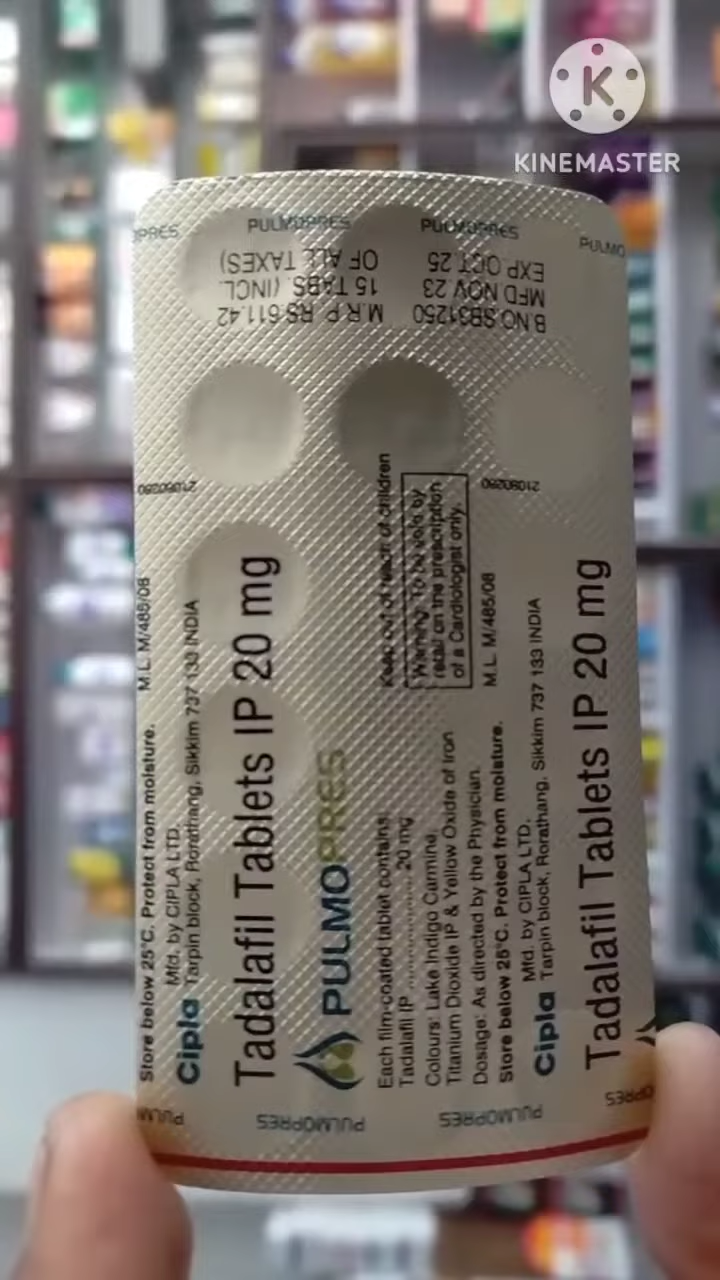 KINEMASTER
PRES PULMOPRES PULMOPRES PULMO
B.NO.SB31250
MFD NOV 23
EXP OCT.25
M.R.P. RS.611.42
15 TABS. (INCL.
OF ALL TAXES)
21080260
21080260
Store below 25°C. Protect from moisture. M.L. M/485/08
Mfd. by CIPLA LTD.
Cipla Tarpin block, Rorathang, Sikkim 737 133 INDIA
Tadalafil Tablets IP 20 mg
PULMOPRES
Keep out of reach of children
Warning: To be sold by
retail on the prescription
of a Cardiologist only.
Each film-coated tablet contains:
Tadalafil IP .............. 20 mg
Colours: Lake Indigo Carmine,
Titanium Dioxide IP & Yellow Oxide of Iron
Dosage: As directed by the Physician.
Store below 25°C. Protect from moisture. M.L. M/485/08
Mfd. by CIPLA LTD.
Cipla Tarpin block, Rorathang, Sikkim 737 133 INDIA
Tadalafil Tablets IP 20 mg
PULM PULMOPRES PULMOPRES OPRES